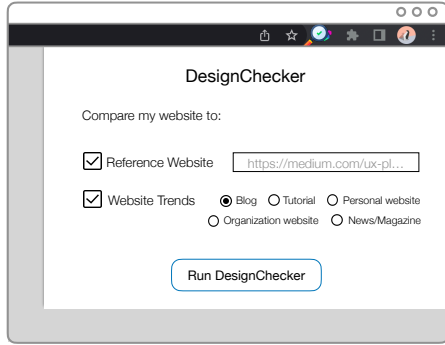 DesignChecker
Compare my website to:
Reference Website https://medium.com/ux-pl...
Website Trends Blog Tutorial Personal website
Organization website News/Magazine
Run DesignChecker